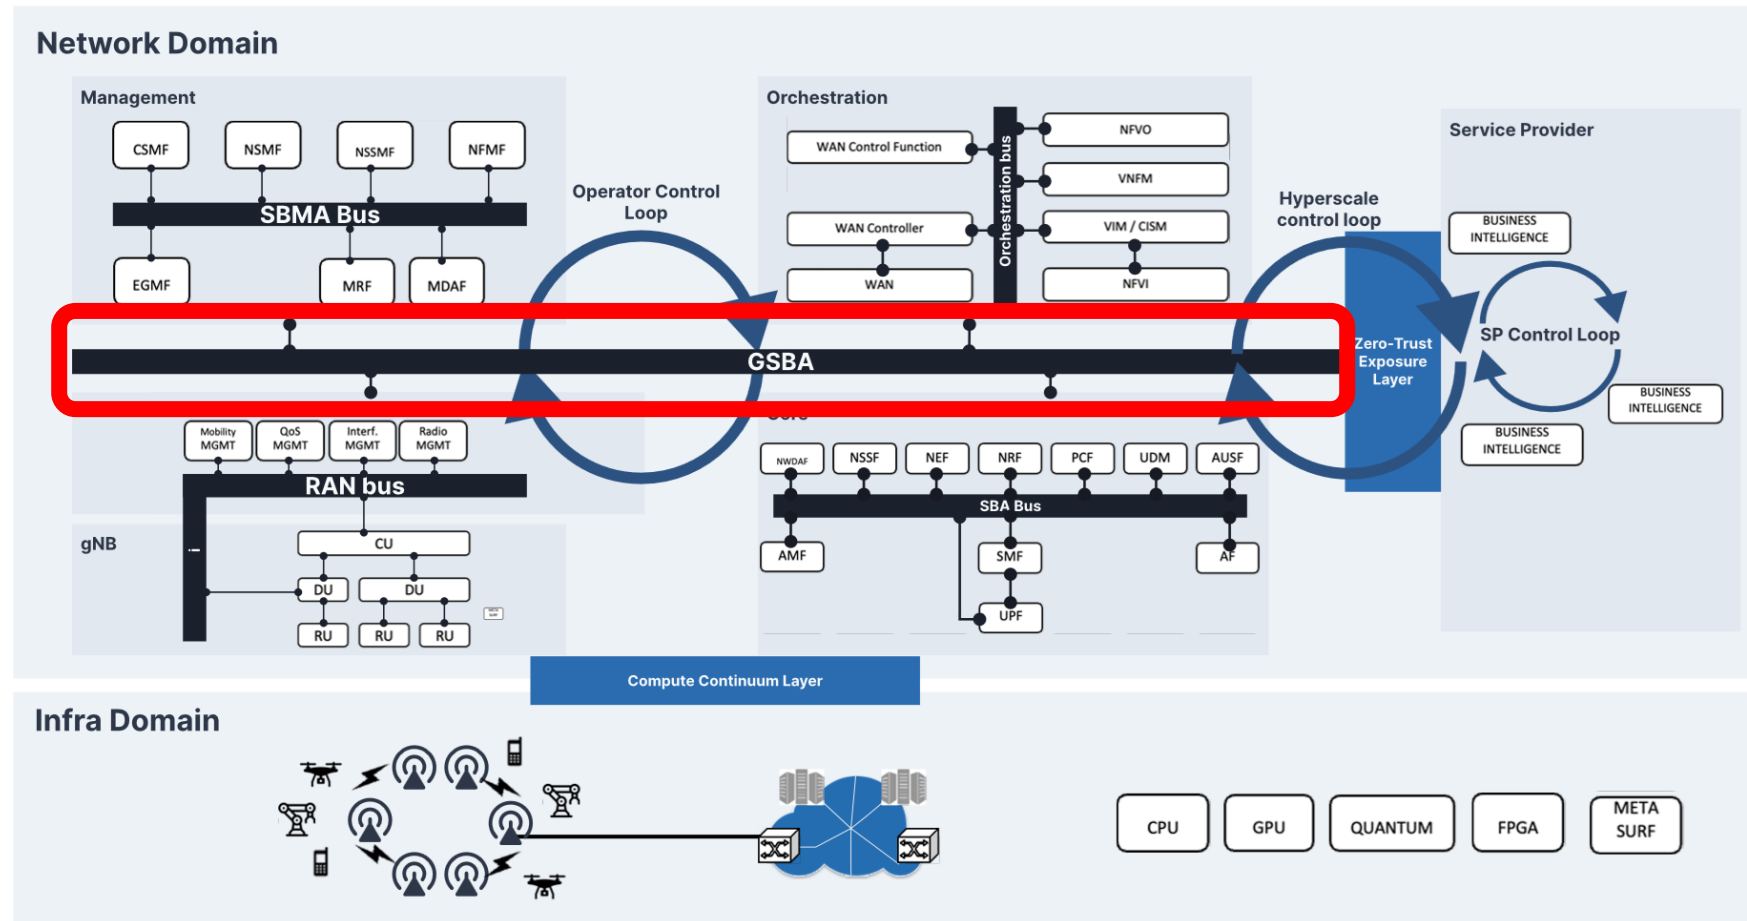 Network Domain
Management
CSMF
NSMF
NSSMF
NFMF
SBMA Bus
EGMF
MRF
MDAF
Operator Control
Loop
Orchestration
WAN Control Function
WAN Controller
WAN
Orchestration bus
NFVO
VNFM
VIM / CISM
NFVI
Hyperscale
control loop
Service Provider
BUSINESS
INTELLIGENCE
SP Control Loop
BUSINESS
INTELLIGENCE
BUSINESS
INTELLIGENCE
GSBA
Zero-Trust
Exposure
Layer
Mobility
MGMT
QoS
MGMT
Interf.
MGMT
Radio
MGMT
RAN bus
gNB
CU
DU
DU
RU
RU
RU
NWDAF
NSSF
NEF
NRF
PCF
UDM
AUSF
SBA Bus
AMF
SMF
AF
UPF
Compute Continuum Layer
Infra Domain
CPU
GPU
QUANTUM
FPGA
META
SURF